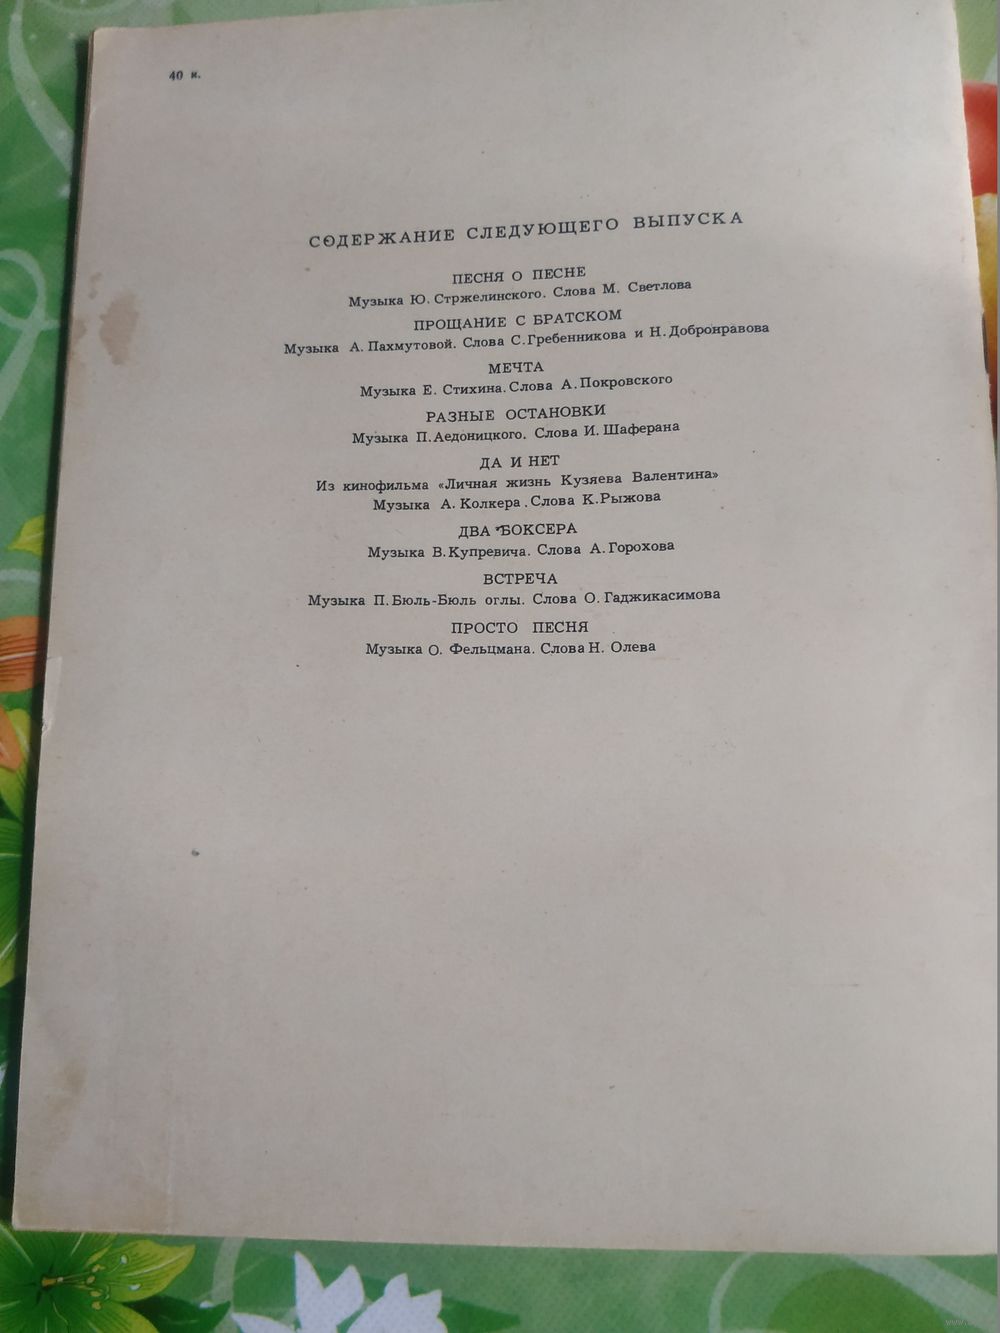 40 к.
СОДЕРЖАНИЕ СЛЕДУЮЩЕГО ВЫПУСКА
ПЕСНЯ О ПЕСНЕ
Музыка Ю. Стржелинского. Слова М. Светлова
ПРОЩАНИЕ С БРАТСКОМ
Музыка А. Пахмутовой. Слова С. Гребенникова и Н. Добронравова
МЕЧТА
Музыка Е. Стихина. Слова А. Покровского
РАЗНЫЕ ОСТАНОВКИ
Музыка П. Аедоницкого. Слова И. Шаферана
ДА И НЕТ
Из кинофильма «Личная жизнь Кузяева Валентина»
Музыка А. Колкера. Слова К. Рыжова
ДВА БОКСЕРА
Музыка В. Купревича. Слова А. Горохова
ВСТРЕЧА
Музыка П. Бюль-Бюль оглы. Слова О. Гаджикасимова
ПРОСТО ПЕСНЯ
Музыка О. Фельцмана. Слова Н. Олева